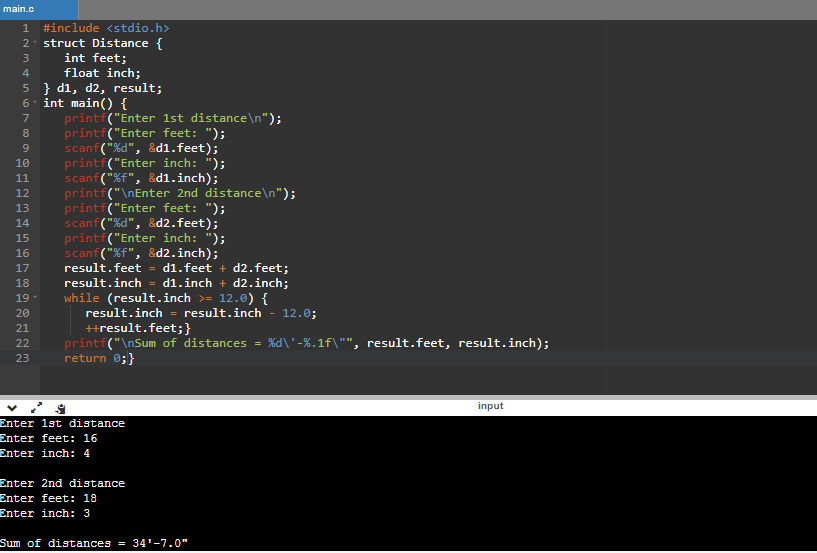 main.c
1 #include <stdio.h>
2 struct Distance {
3    int feet;
4    float inch;
5 } d1, d2, result;
6 int main() {
7    printf("Enter 1st distance\n");
8    printf("Enter feet: ");
9    scanf("%d", &d1.feet);
10    printf("Enter inch: ");
11    scanf("%f", &d1.inch);
12    printf("\nEnter 2nd distance\n");
13    printf("Enter feet: ");
14    scanf("%d", &d2.feet);
15    printf("Enter inch: ");
16    scanf("%f", &d2.inch);
17    result.feet = d1.feet + d2.feet;
18    result.inch = d1.inch + d2.inch;
19    while (result.inch >= 12.0) {
20       result.inch = result.inch - 12.0;
21       ++result.feet;}
22    printf("\nSum of distances = %d\'-%.1f\"", result.feet, result.inch);
23    return 0;}
input
Enter 1st distance
Enter feet: 16
Enter inch: 4
Enter 2nd distance
Enter feet: 18
Enter inch: 3
Sum of distances = 34'-7.0"